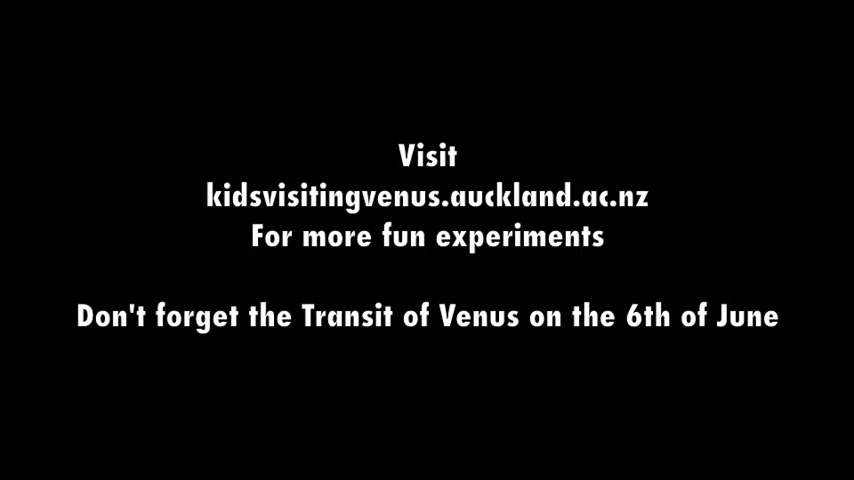 Visit
kidsvisitingvenus.auckland.ac.nz
For more fun experiments
Don't forget the Transit of Venus on the 6th of June